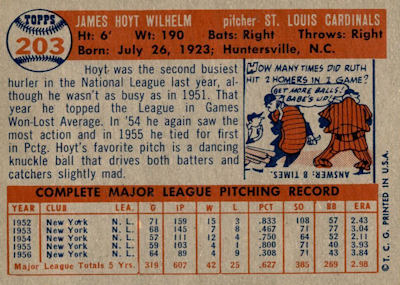 TOPPS
203
JAMES HOYT WILHELM pitcher ST. LOUIS CARDINALS
Ht: 6' Wt: 190 Bats: Right Throws: Right
Born: July 26, 1923; Huntersville, N.C.
Hoyt was the second busiest
hurler in the National League last year, al-
though he wasn't as busy as in 1951. That
year he topped the League in Games
Won-Lost Average. In '54 he again saw the
most action and in 1955 he tied for first
in Pctg. Hoyt's favorite pitch is a dancing
knuckle ball that drives both batters and
catchers slightly mad.
HOW MANY TIMES DID RUTH
HIT 2 HOMERS IN 1 GAME?
GET MORE BALLS!
BABE'S UP!
ANSWER: 8 TIMES.
COMPLETE MAJOR LEAGUE PITCHING RECORD
YEAR CLUB LEA. G IP W L PCT. SO BB ERA
1952 New York N. L. 71 159 15 3 .833 108 57 2.43
1953 New York N. L. 68 145 7 8 .467 71 77 3.04
1954 New York N. L. 57 111 12 4 .750 64 52 2.11
1955 New York N. L. 59 103 4 1 .800 71 40 3.93
1956 New York N. L. 64 89 4 9 .308 71 43 3.83
Major League Totals 5 Yrs. 319 607 42 25 .627 385 269 2.98
© T. C. G. PRINTED IN U.S.A.